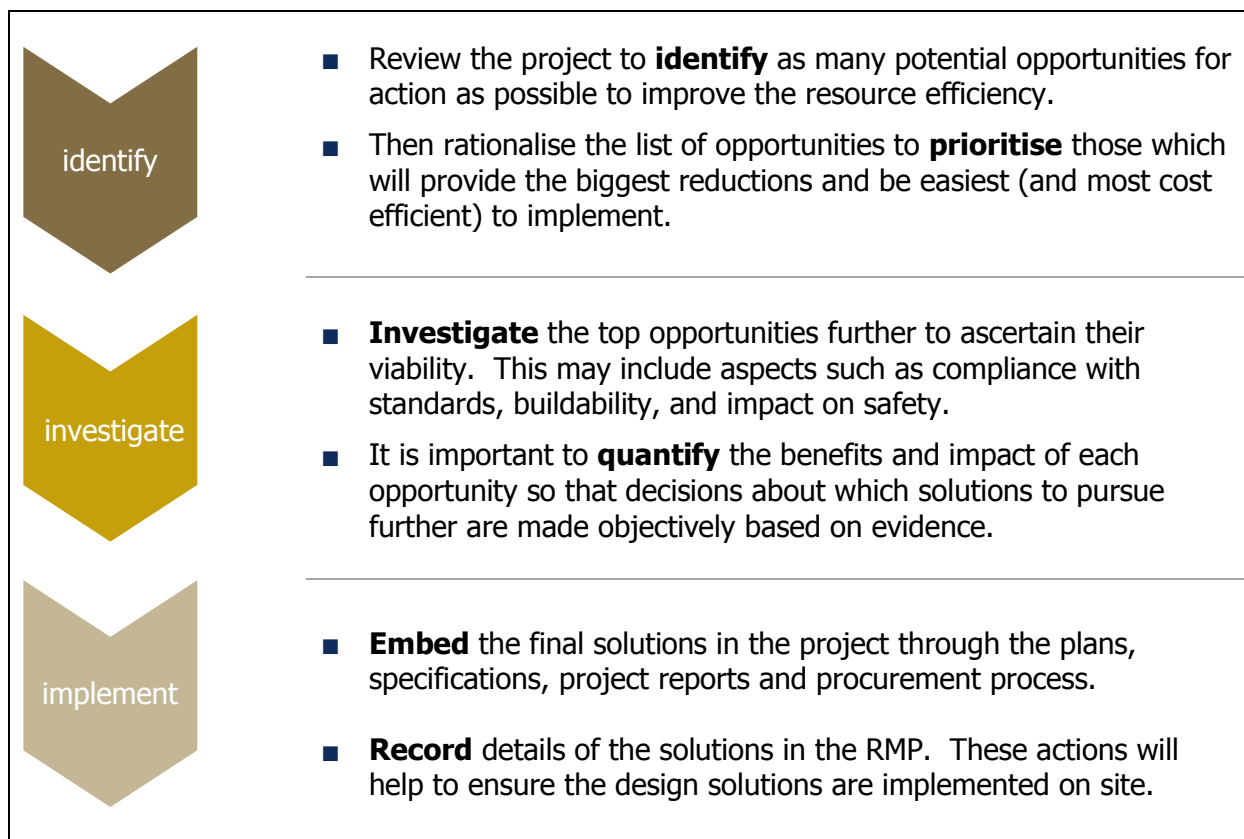 identify
■ Review the project to identify as many potential opportunities for
action as possible to improve the resource efficiency.
■ Then rationalise the list of opportunities to prioritise those which
will provide the biggest reductions and be easiest (and most cost
efficient) to implement.
investigate
■ Investigate the top opportunities further to ascertain their
viability.  This may include aspects such as compliance with
standards, buildability, and impact on safety.
■ It is important to quantify the benefits and impact of each
opportunity so that decisions about which solutions to pursue
further are made objectively based on evidence.
implement
■ Embed the final solutions in the project through the plans,
specifications, project reports and procurement process.
■ Record details of the solutions in the RMP.  These actions will
help to ensure the design solutions are implemented on site.